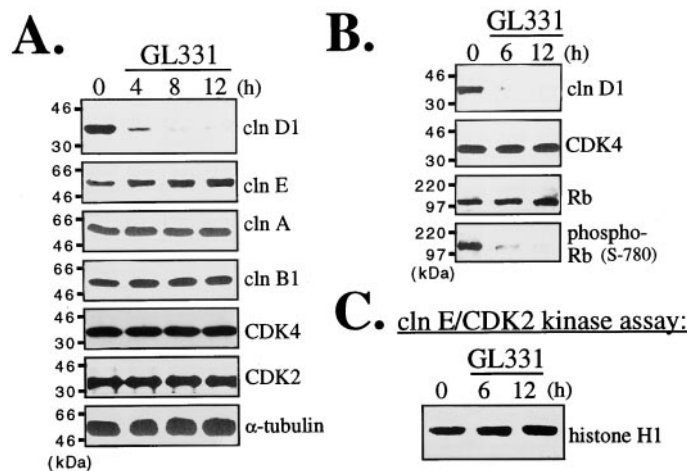 A.
GL331
0 4 8 12 (h)
46
30
cln D1
66
46
cln E
66
46
cln A
66
46
cln B1
46
30
CDK4
46
30
CDK2
66
46
α-tubulin
(kDa)
B.
GL331
0 6 12 (h)
46
30
cln D1
46
30
CDK4
220
97
Rb
220
97
phospho-
Rb (S-780)
(kDa)
C. cln E/CDK2 kinase assay:
GL331
0 6 12 (h)
histone H1